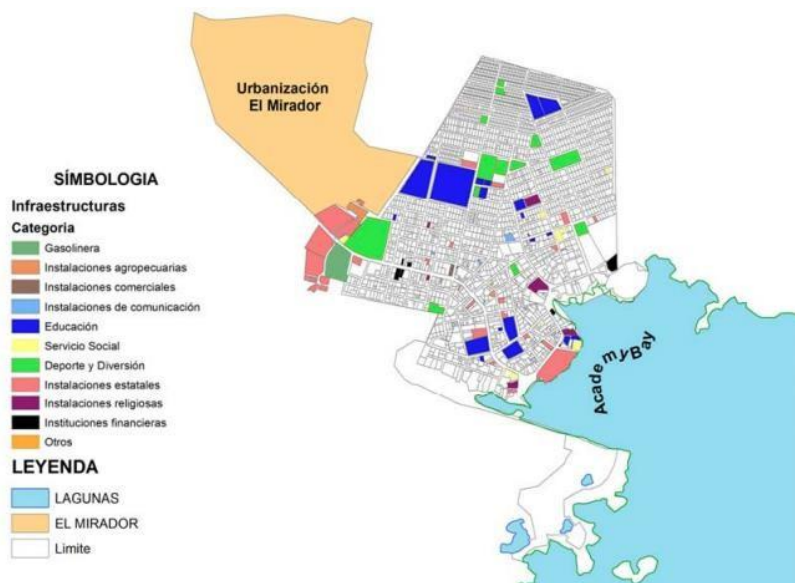 Urbanización
El Mirador
SÍMBOLOGIA
Infraestructuras
Categoria
Gasolinera
Instalaciones agropecuarias
Instalaciones comerciales
Instalaciones de comunicación
Educación
Servicio Social
Deporte y Diversión
Instalaciones estatales
Instalaciones religiosas
Instituciones financieras
Otros
LEYENDA
LAGUNAS
EL MIRADOR
Limite
Academy Bay